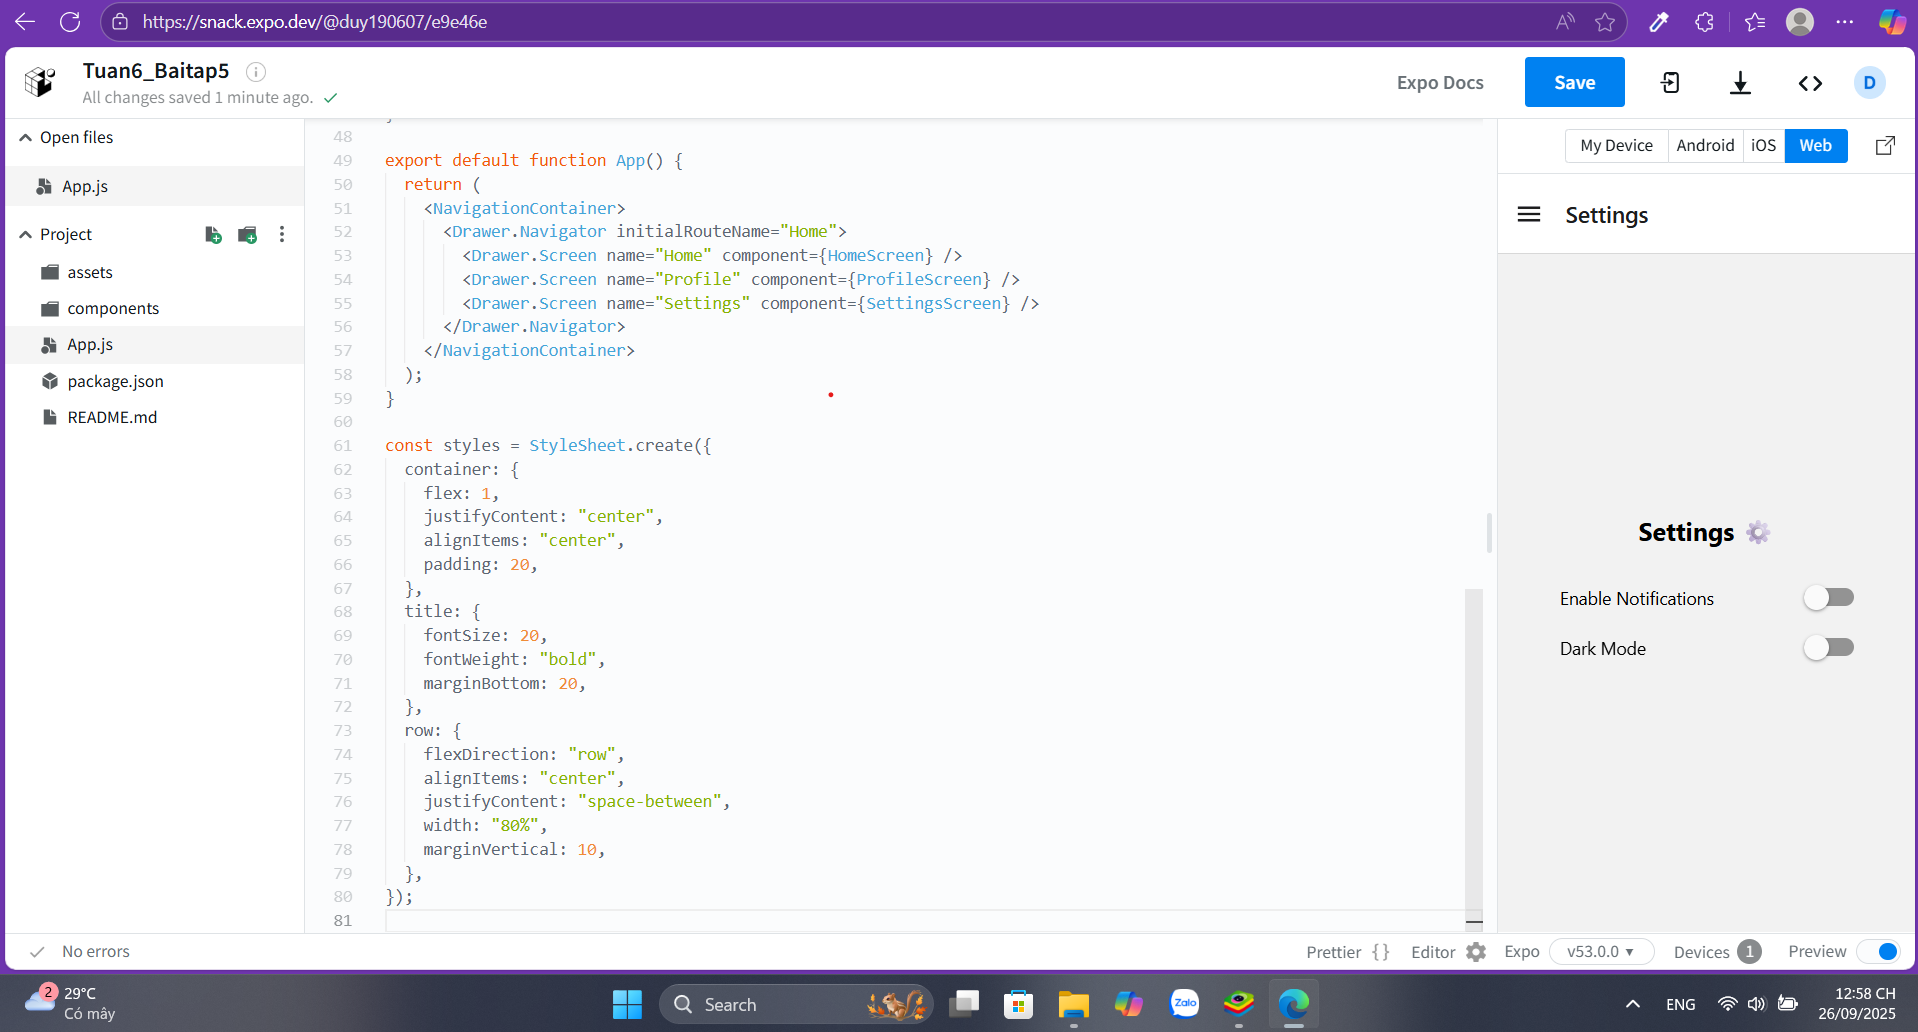 https://snack.expo.dev/@duy190607/e9e46e
Tuan6_Baitap5
All changes saved 1 minute ago.
Expo Docs
Save
D
Open files
App.js
Project
assets
components
App.js
package.json
README.md
48
49 export default function App() {
50 return (
51 <NavigationContainer>
52 <Drawer.Navigator initialRouteName="Home">
53 <Drawer.Screen name="Home" component={HomeScreen} />
54 <Drawer.Screen name="Profile" component={ProfileScreen} />
55 <Drawer.Screen name="Settings" component={SettingsScreen} />
56 </Drawer.Navigator>
57 </NavigationContainer>
58 );
59 }
60
61 const styles = StyleSheet.create({
62 container: {
63 flex: 1,
64 justifyContent: "center",
65 alignItems: "center",
66 padding: 20,
67 },
68 title: {
69 fontSize: 20,
70 fontWeight: "bold",
71 marginBottom: 20,
72 },
73 row: {
74 flexDirection: "row",
75 alignItems: "center",
76 justifyContent: "space-between",
77 width: "80%",
78 marginVertical: 10,
79 },
80 });
81
My Device Android iOS Web
Settings
Settings
Enable Notifications
Dark Mode
No errors
Prettier {} Editor Expo v53.0.0 Devices 1 Preview
2
29°C
Có mây
Search
Zalo
ENG
12:58 CH
26/09/2025